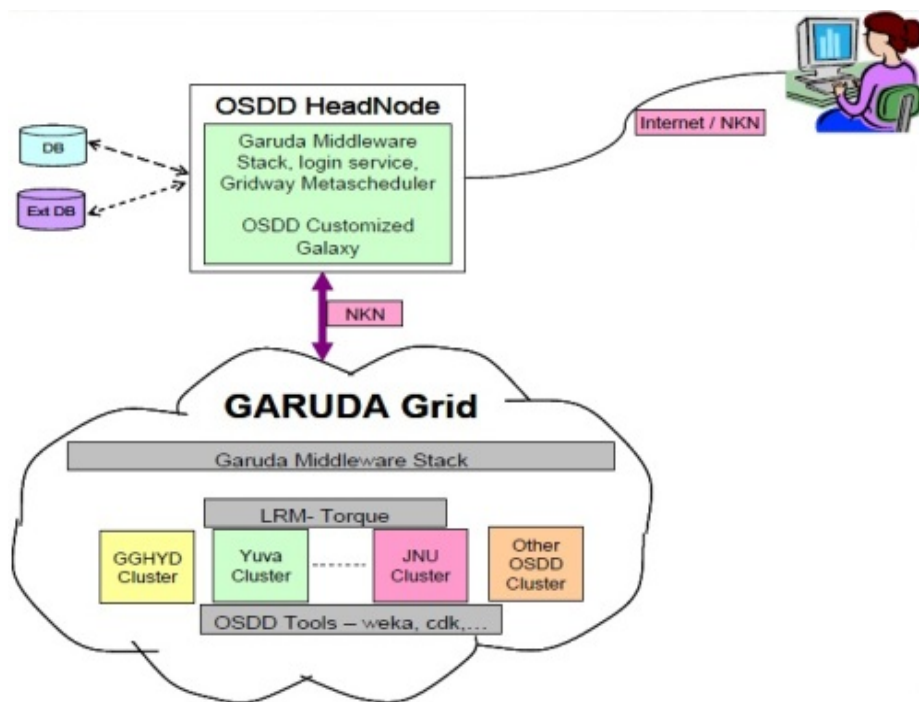 OSDD HeadNode
Garuda Middleware
Stack, login service,
Gridway Metascheduler
OSDD Customized
Galaxy
DB
Ext DB
Internet / NKN
NKN
GARUDA Grid
Garuda Middleware Stack
LRM- Torque
GGHYD
Cluster
Yuva
Cluster
JNU
Cluster
Other
OSDD
Cluster
OSDD Tools – weka, cdk,...